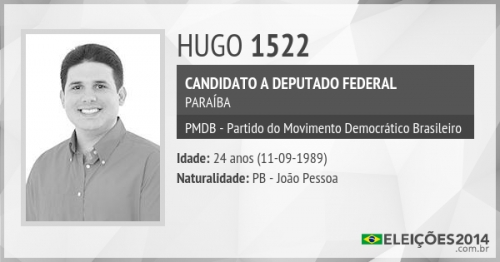 HUGO 1522
CANDIDATO A DEPUTADO FEDERAL
PARAÍBA
PMDB - Partido do Movimento Democrático Brasileiro
Idade: 24 anos (11-09-1989)
Naturalidade: PB - João Pessoa
ELEIÇÕES2014
.com.br